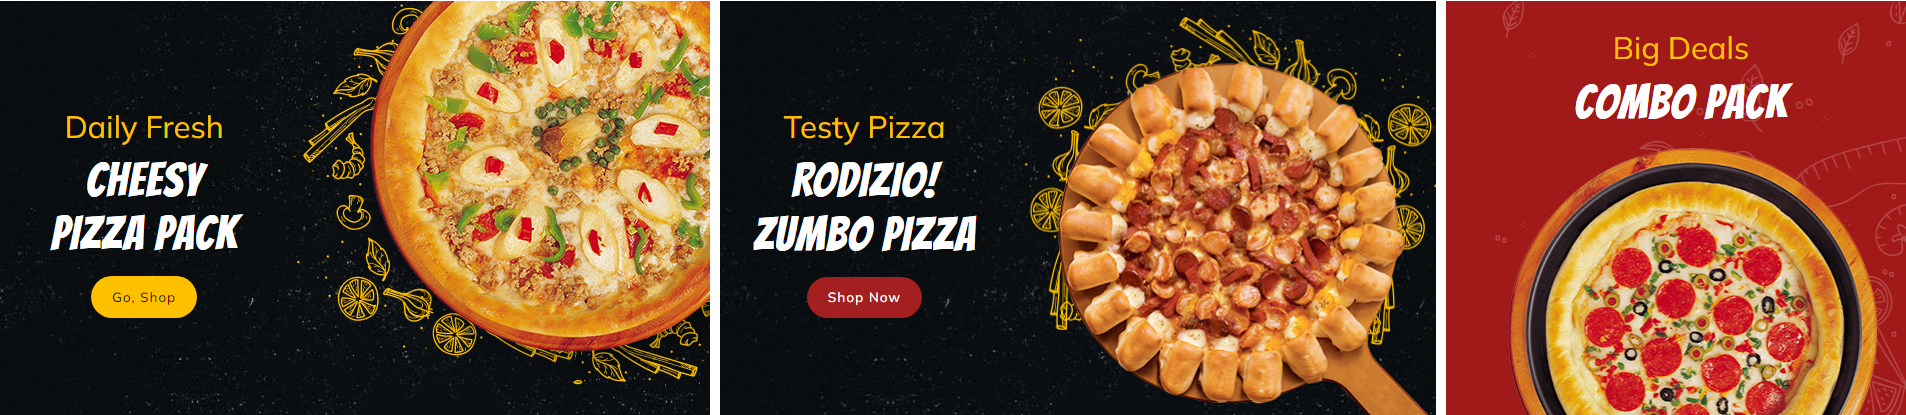 Daily Fresh
CHEESY
PIZZA PACK
Go, Shop
Testy Pizza
RODIZIO!
ZUMBO PIZZA
Shop Now
Big Deals
COMBO PACK